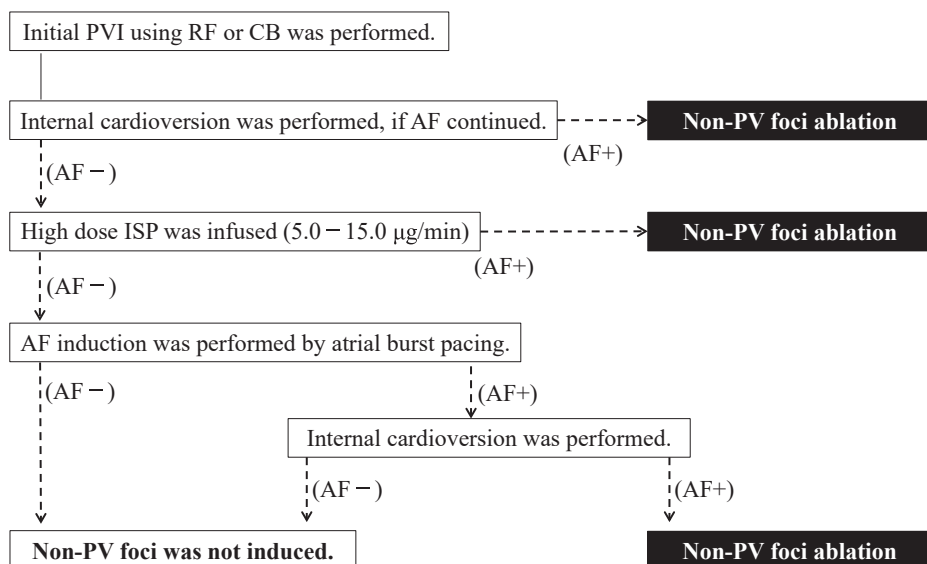 Initial PVI using RF or CB was performed.
Internal cardioversion was performed, if AF continued.
Non-PV foci ablation
(AF+)
(AF－)
High dose ISP was infused (5.0－15.0 μg/min)
Non-PV foci ablation
(AF+)
(AF－)
AF induction was performed by atrial burst pacing.
(AF－)
(AF+)
Internal cardioversion was performed.
(AF－)
(AF+)
Non-PV foci was not induced.
Non-PV foci ablation